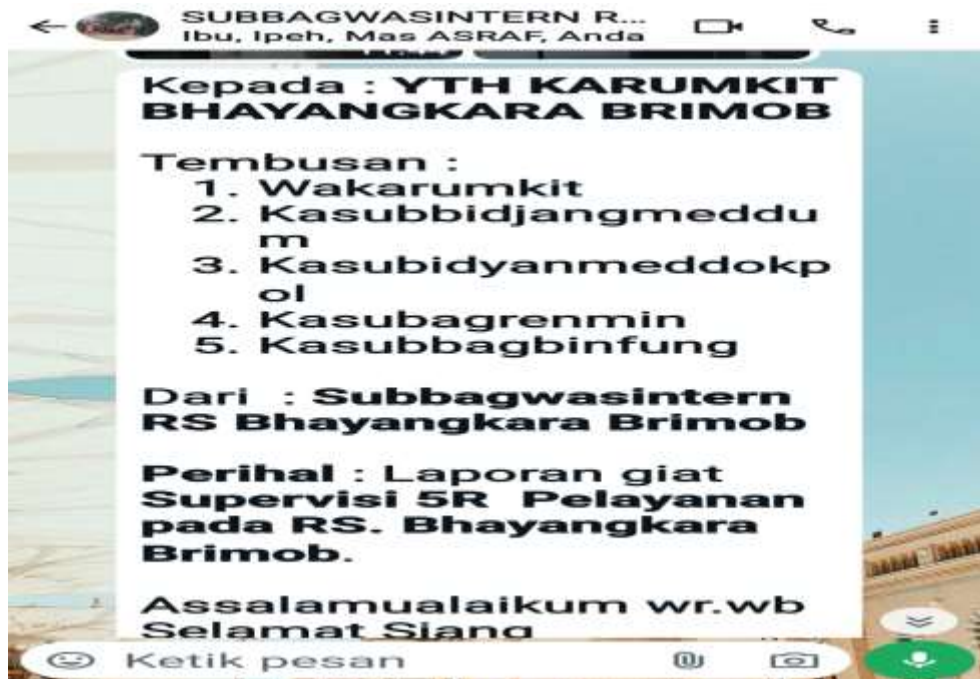 SUBBAGWASINTERN R...
Ibu, Ipeh, Mas ASRAF, Anda
Kepada : YTH KARUMKIT
BHAYANGKARA BRIMOB
Tembusan :
1. Wakarumkit
2. Kasubbidjangmeddu
m
3. Kasubidyanmeddokp
ol
4. Kasubagrenmin
5. Kasubbagbinfung
Dari : Subbagwasintern
RS Bhayangkara Brimob
Perihal : Laporan giat
Supervisi 5R Pelayanan
pada RS. Bhayangkara
Brimob.
Assalamualaikum wr.wb
Selamat Siang
Ketik pesan